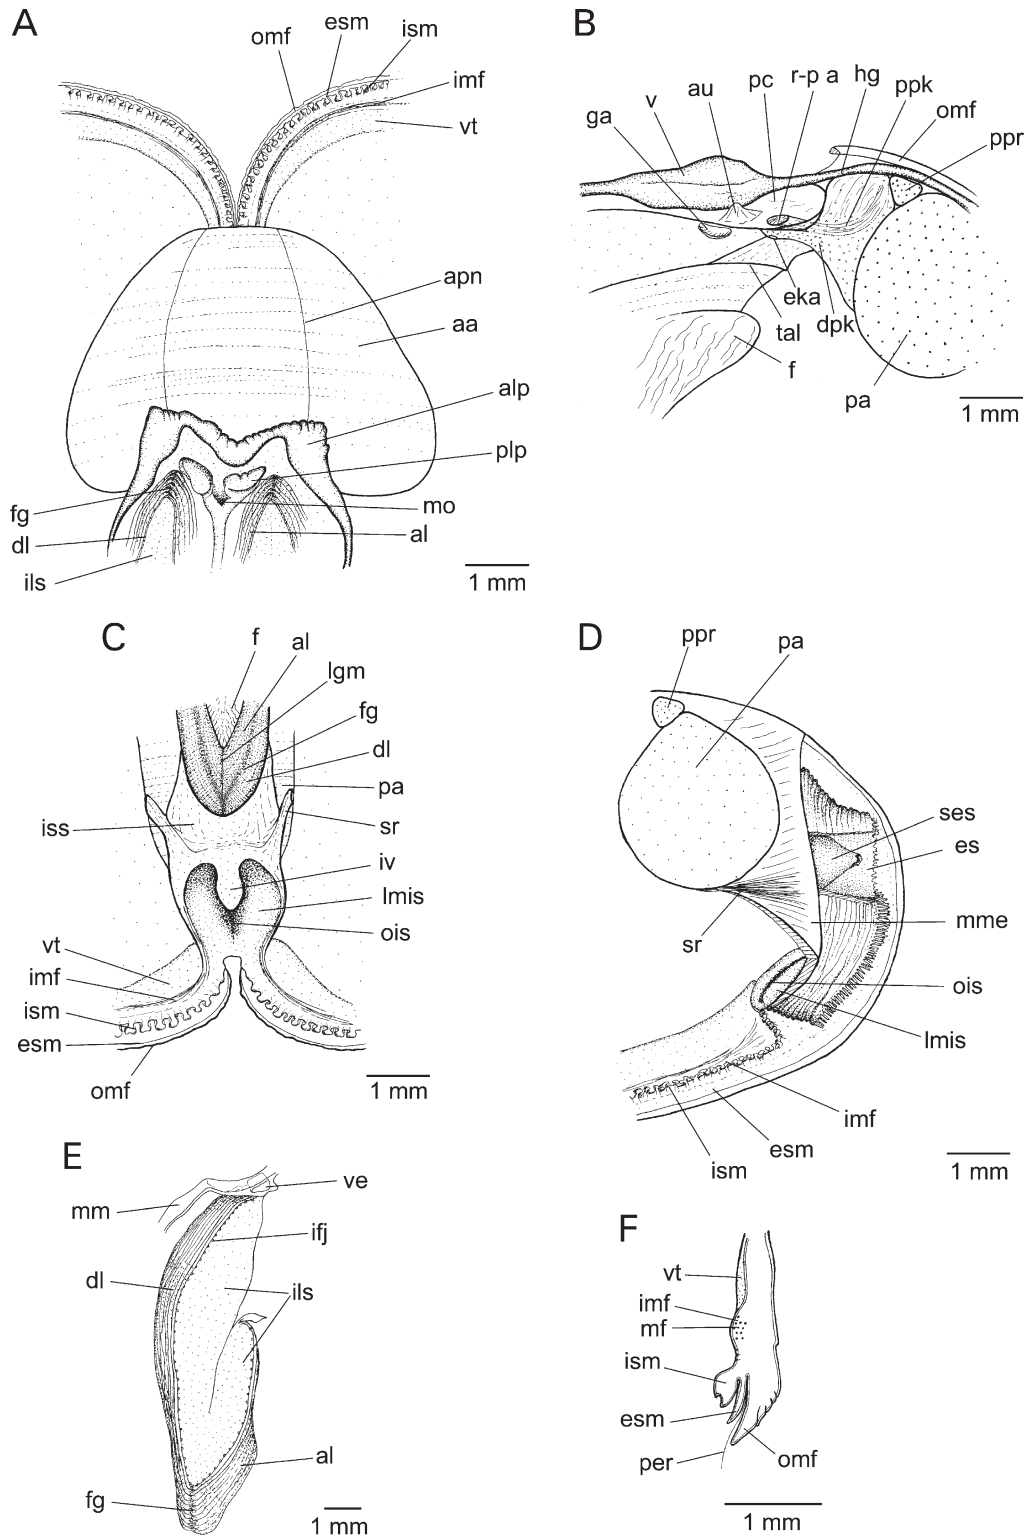 A
omf
esm
ism
imf
vt
apn
aa
alp
plp
mo
al
fg
dl
ils
1 mm
B
ga
v
au
pc
r-p a
hg
ppk
omf
ppr
eka
tal
dpk
f
pa
1 mm
C
f
al
lgm
fg
dl
pa
sr
iss
iv
lmis
ois
vt
imf
ism
esm
omf
1 mm
D
ppr
pa
ses
es
mme
sr
ois
lmis
imf
esm
ism
1 mm
E
ve
mm
ifj
dl
ils
al
fg
1 mm
F
vt
imf
mf
ism
esm
per
omf
1 mm